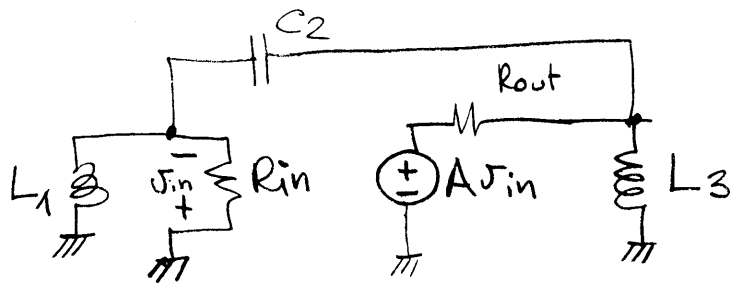 C2
Rout
L1 − vin + Rin + − Avin L3